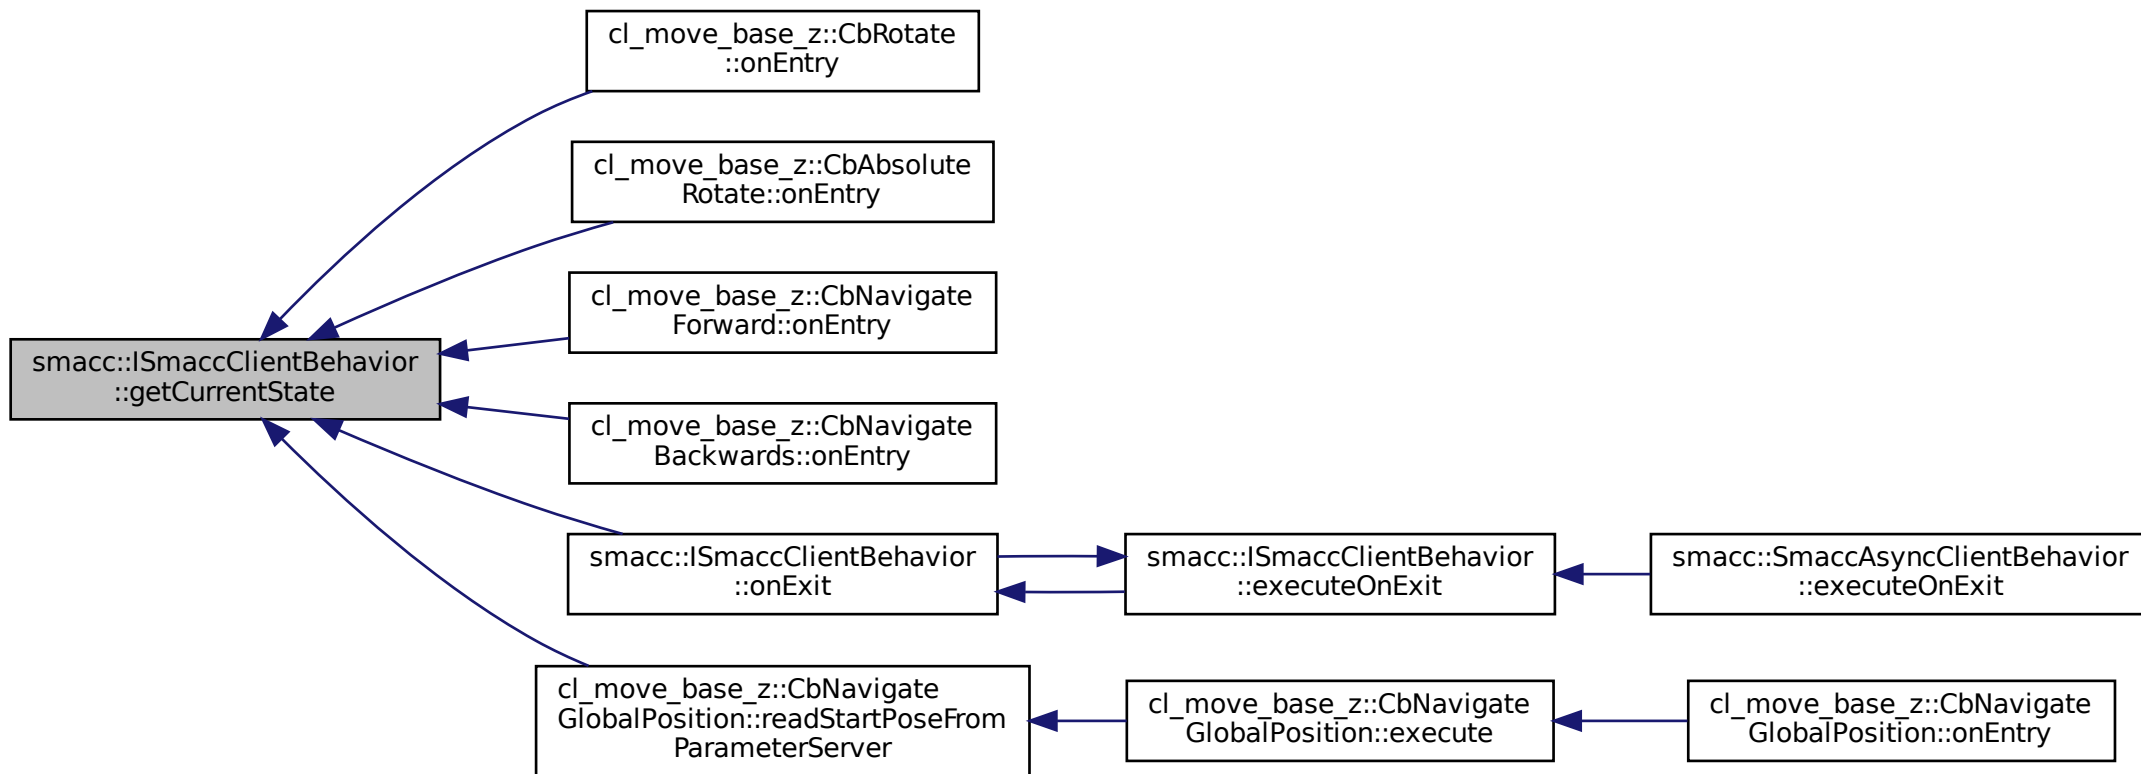 cl_move_base_z::CbRotate
::onEntry
cl_move_base_z::CbAbsolute
Rotate::onEntry
cl_move_base_z::CbNavigate
Forward::onEntry
smacc::ISmaccClientBehavior
::getCurrentState
cl_move_base_z::CbNavigate
Backwards::onEntry
smacc::ISmaccClientBehavior
::onExit
smacc::ISmaccClientBehavior
::executeOnExit
smacc::SmaccAsyncClientBehavior
::executeOnExit
cl_move_base_z::CbNavigate
GlobalPosition::readStartPoseFrom
ParameterServer
cl_move_base_z::CbNavigate
GlobalPosition::execute
cl_move_base_z::CbNavigate
GlobalPosition::onEntry